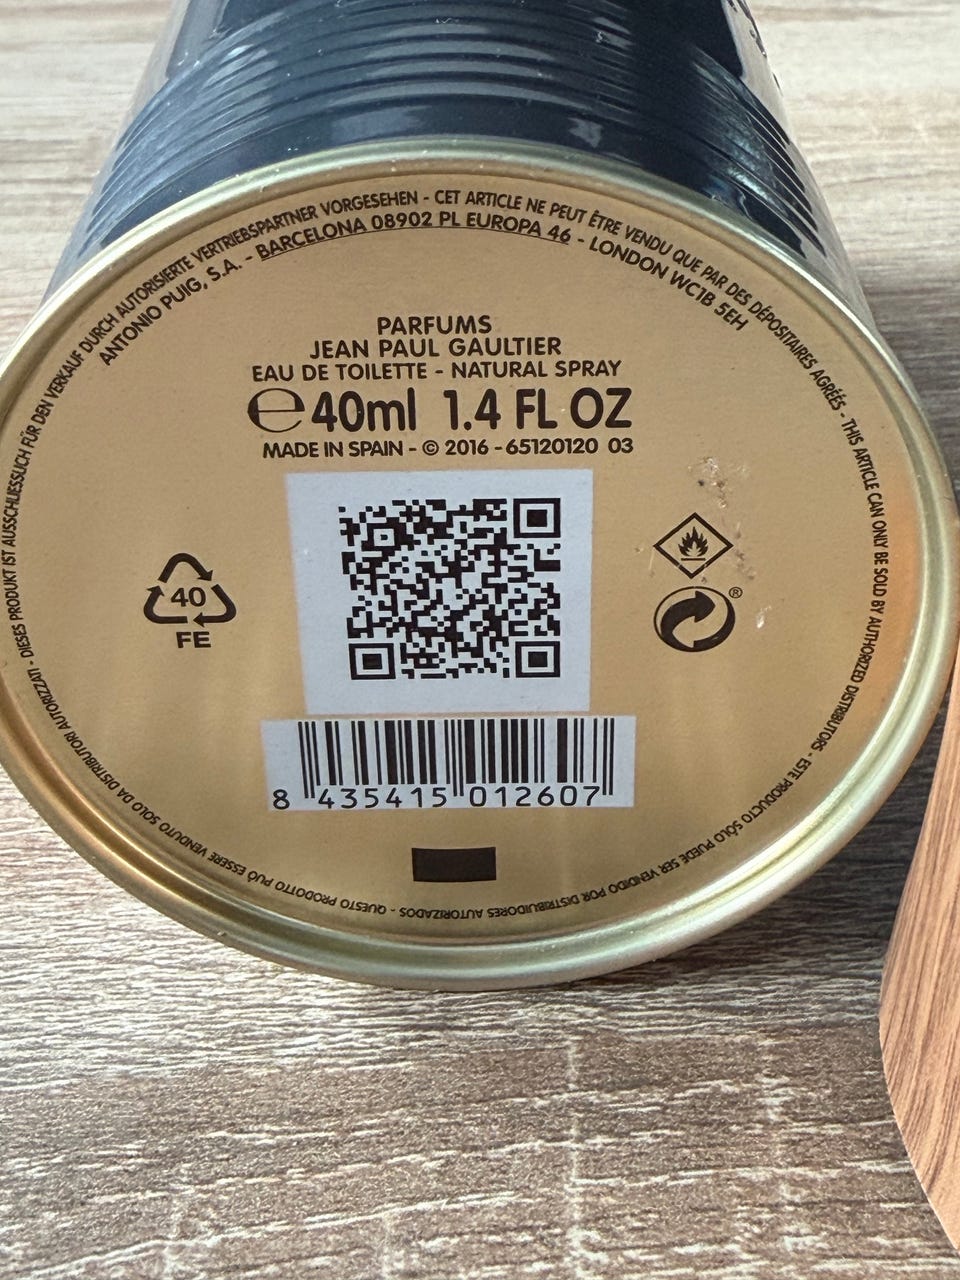 DIESES PRODUKT IST AUSSCHLIESSLICH FÜR DEN VERKAUF DURCH AUTORISIERTE VERTRIEBSPARTNER VORGESEHEN - CET ARTICLE NE PEUT ÊTRE VENDU QUE PAR DES DÉPOSITAIRES AGRÉÉS - THIS ARTICLE CAN ONLY BE SOLD BY AUTHORIZED DISTRIBUTORS - ESTE PRODUCTO SÓLO PUEDE SER VENDIDO POR DISTRIBUIDORES AUTORIZADOS - QUESTO PRODOTTO PUÒ ESSERE VENDUTO SOLO DA DISTRIBUTORI AUTORIZZATI -
ANTONIO PUIG, S.A. - BARCELONA 08902 PL EUROPA 46 - LONDON WC1B 5EH
PARFUMS
JEAN PAUL GAULTIER
EAU DE TOILETTE - NATURAL SPRAY
℮ 40ml 1.4 FL OZ
MADE IN SPAIN - © 2016 - 65120120 03
40
FE
®
8 435415 012607